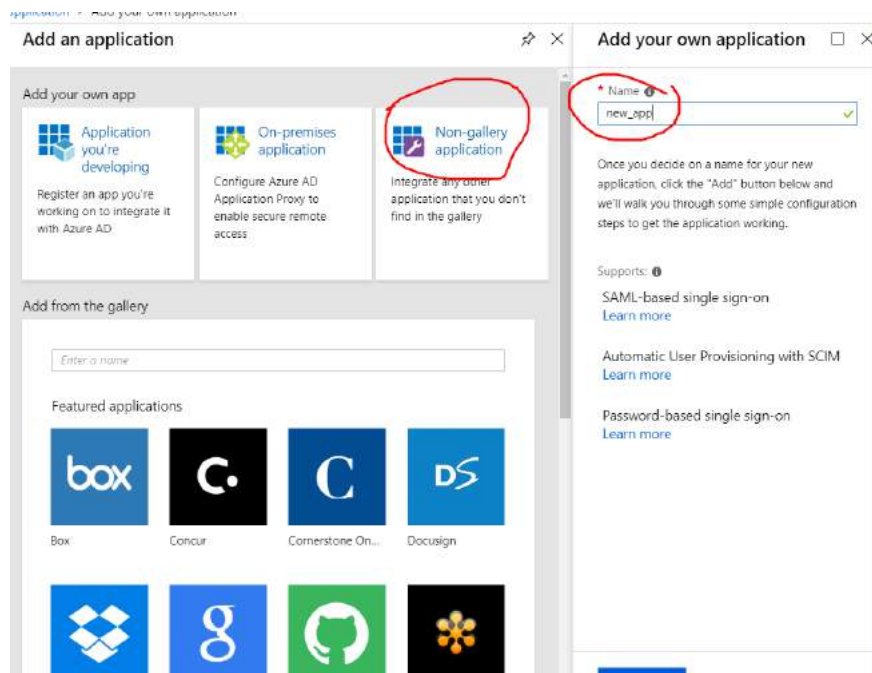 Application > Add your own application
Add an application
Add your own app
Application
you're
developing
Register an app you're
working on to integrate it
with Azure AD
On-premises
application
Configure Azure AD
Application Proxy to
enable secure remote
access
Non-gallery
application
Integrate any other
application that you don't
find in the gallery
Add from the gallery
Enter a name
Featured applications
box
C.
C
DS
Box
Concur
Cornerstone On...
Docusign
g
Add your own application
* Name
new_app
Once you decide on a name for your new
application, click the "Add" button below and
we'll walk you through some simple configuration
steps to get the application working.
Supports:
SAML-based single sign-on
Learn more
Automatic User Provisioning with SCIM
Learn more
Password-based single sign-on
Learn more